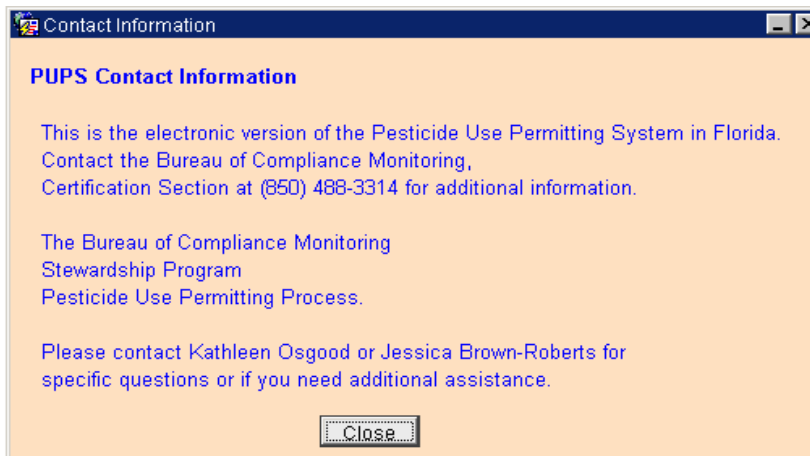 Contact Information
PUPS Contact Information
This is the electronic version of the Pesticide Use Permitting System in Florida.
Contact the Bureau of Compliance Monitoring,
Certification Section at (850) 488-3314 for additional information.
The Bureau of Compliance Monitoring
Stewardship Program
Pesticide Use Permitting Process.
Please contact Kathleen Osgood or Jessica Brown-Roberts for
specific questions or if you need additional assistance.
Close